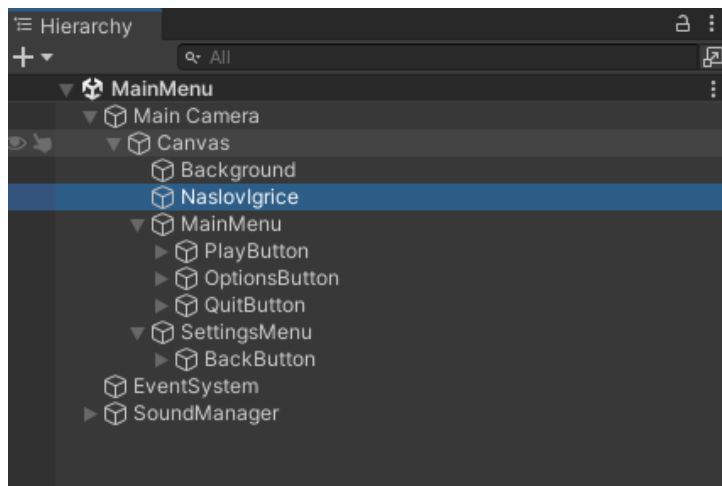 Hierarchy
All
MainMenu
Main Camera
Canvas
Background
NaslovIgrice
MainMenu
PlayButton
OptionsButton
QuitButton
SettingsMenu
BackButton
EventSystem
SoundManager